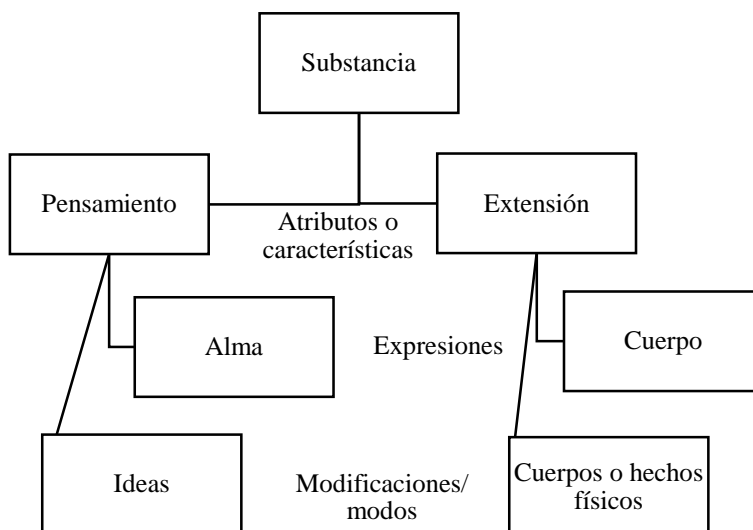 Substancia
Pensamiento
Extensión
Atributos o
características
Alma
Expresiones
Cuerpo
Ideas
Modificaciones/
modos
Cuerpos o hechos
físicos